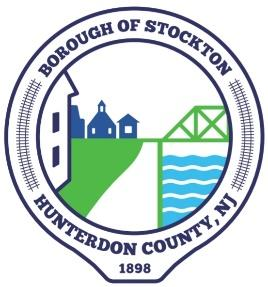 BOROUGH OF STOCKTON
HUNTERDON COUNTY, NJ
1898